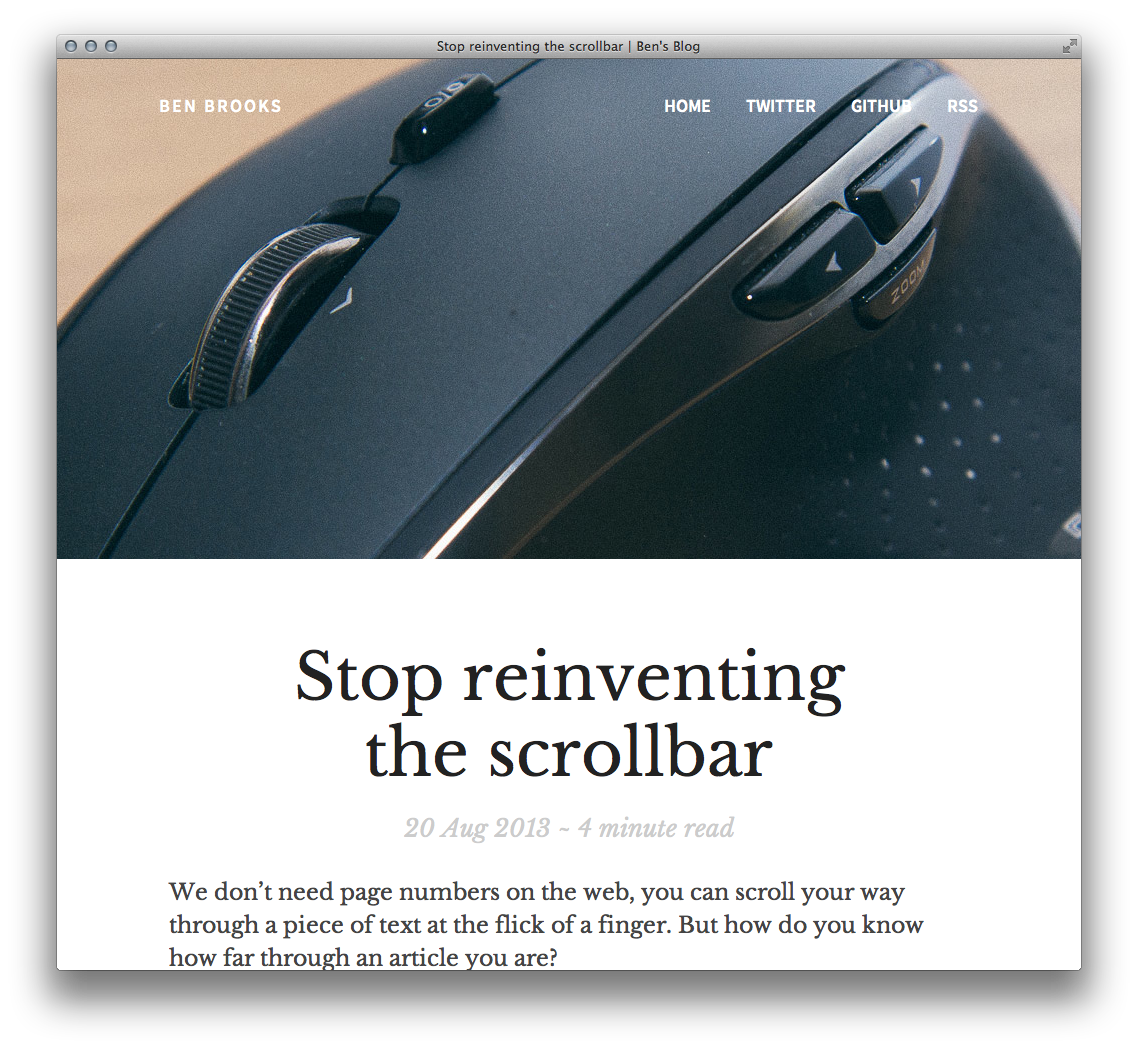 Stop reinventing the scrollbar | Ben's Blog
BEN BROOKS HOME TWITTER GITHUB RSS
ZOOM
Stop reinventing
the scrollbar
20 Aug 2013 ~ 4 minute read
We don’t need page numbers on the web, you can scroll your way
through a piece of text at the flick of a finger. But how do you know
how far through an article you are?